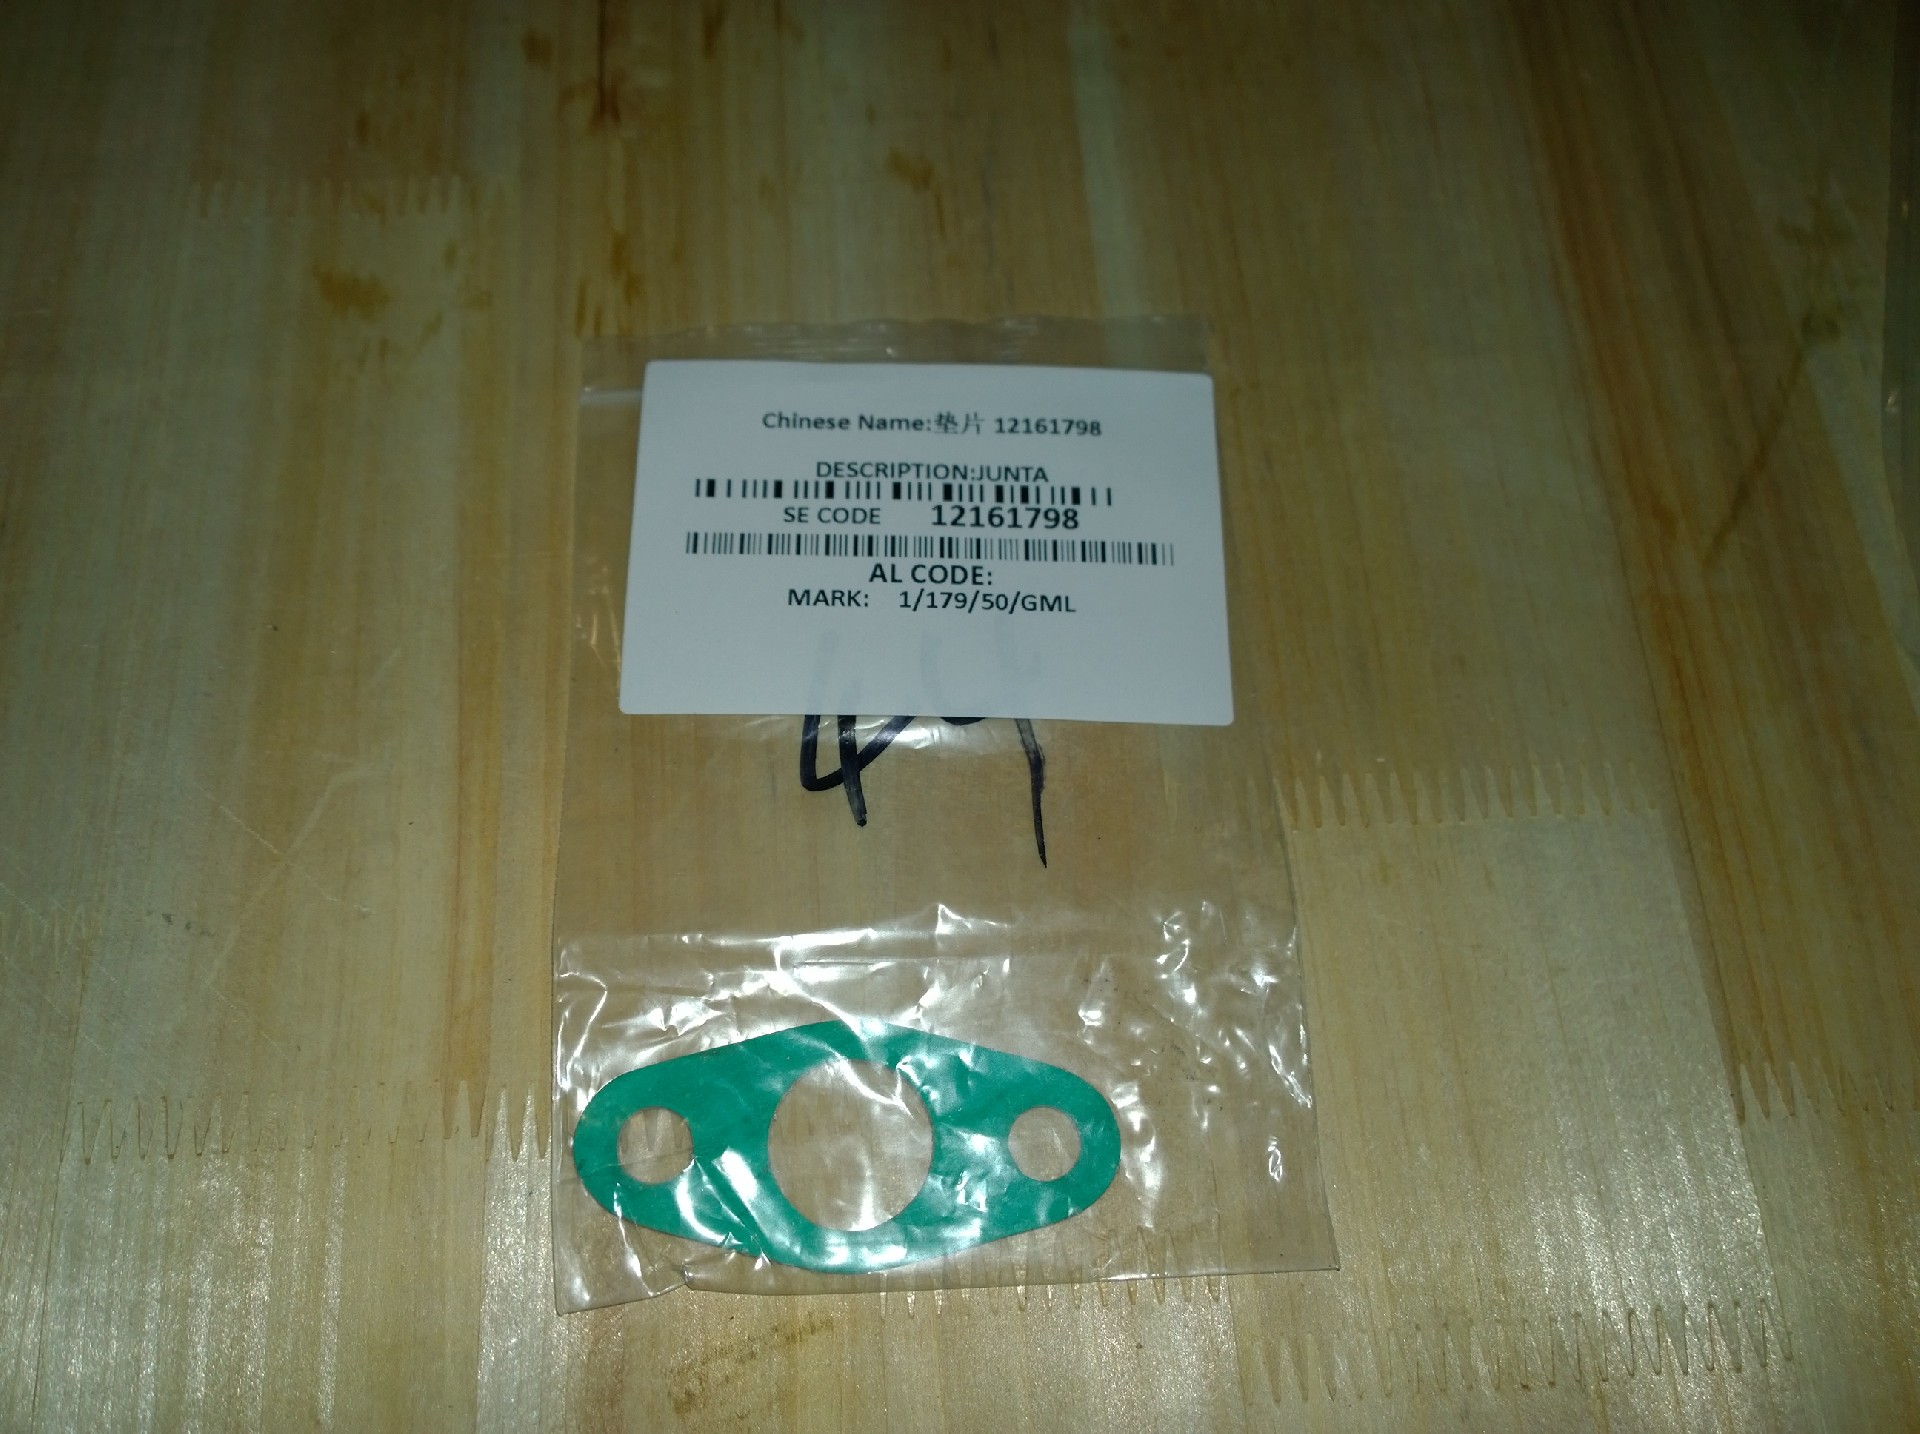 Chinese Name:垫片 12161798
DESCRIPTION:JUNTA
SE CODE 12161798
AL CODE:
MARK: 1/179/50/GML